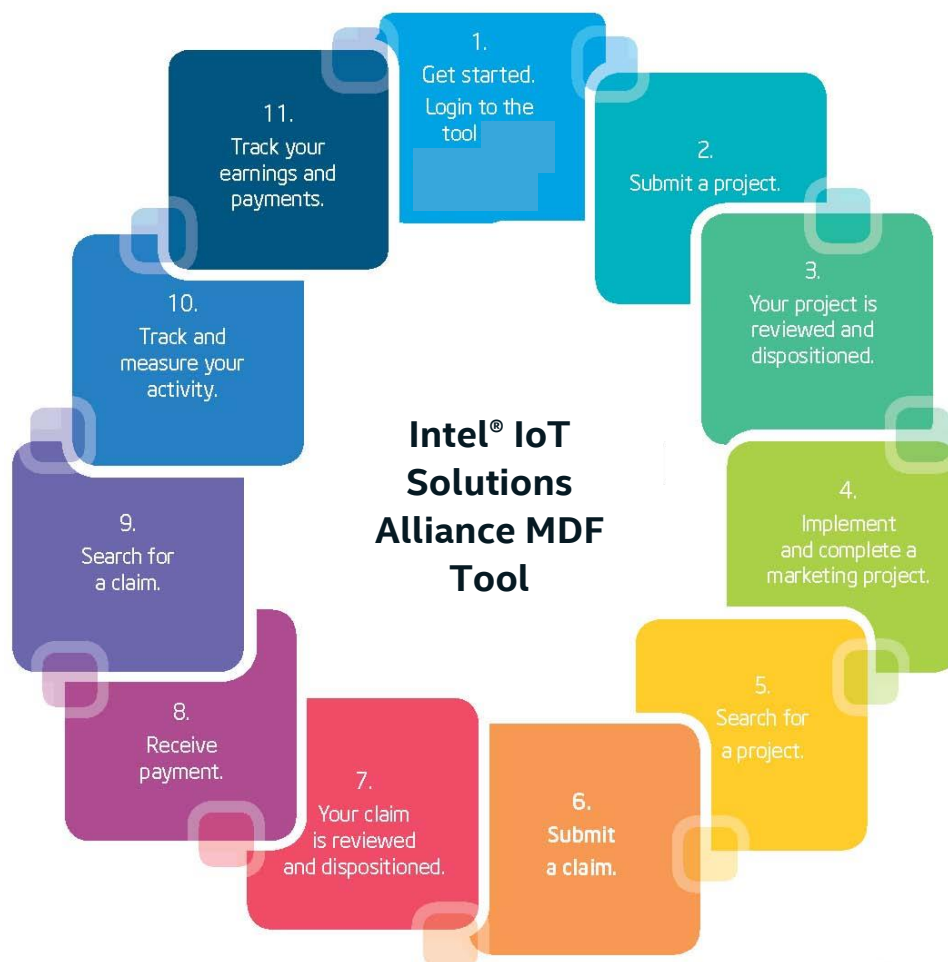 1.
Get started.
Login to the
tool
2.
Submit a project.
3.
Your project is
reviewed and
dispositioned.
4.
Implement
and complete a
marketing project.
5.
Search for
a project.
6.
Submit
a claim.
7.
Your claim
is reviewed
and dispositioned.
8.
Receive
payment.
9.
Search for
a claim.
10.
Track and
measure your
activity.
11.
Track your
earnings and
payments.
Intel® IoT
Solutions
Alliance MDF
Tool